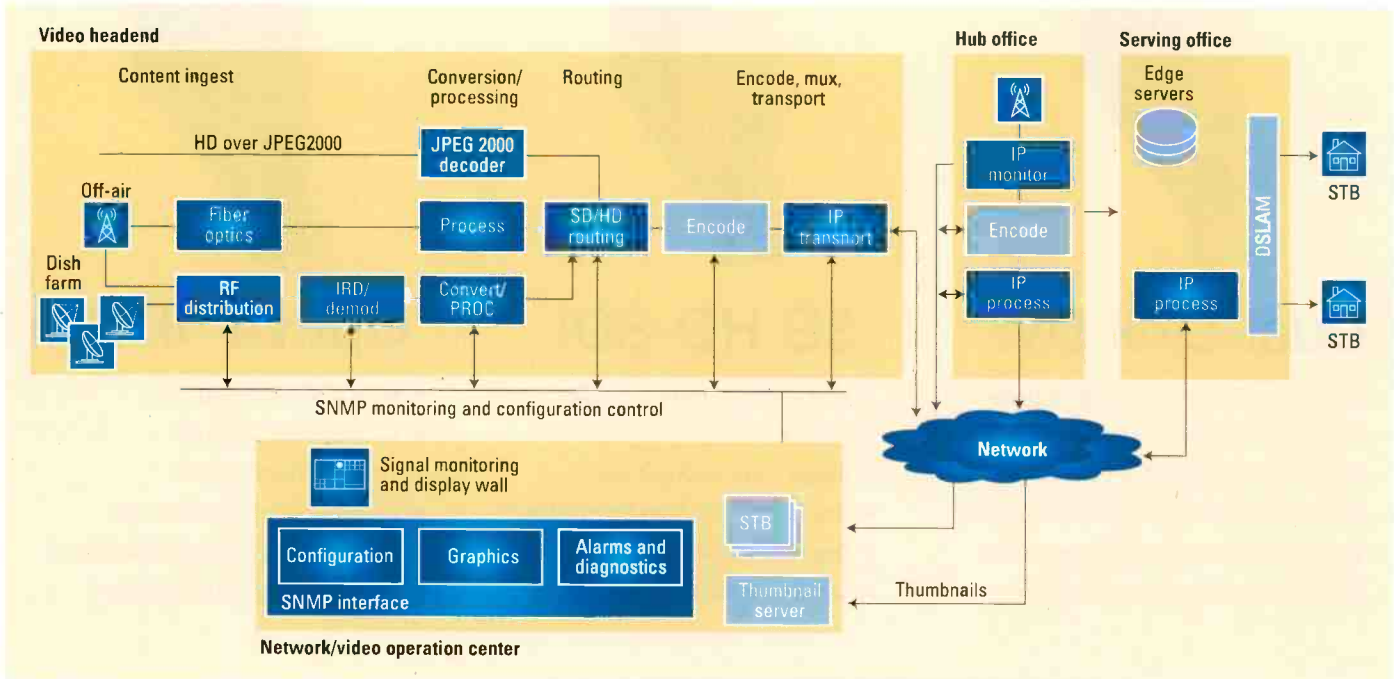 Video headend
Content ingest
Conversion/
processing
Routing
Encode, mux,
transport
HD over JPEG2000
JPEG 2000
decoder
Off-air
Fiber
optics
Process
SD/HD
routing
Encode
IP
transport
Dish
farm
RF
distribution
IRD/
demod
Convert/
PROC
SNMP monitoring and configuration control
Hub office
IP
monitor
Encode
IP
process
Serving office
Edge
servers
IP
process
DSLAM
STB
STB
Network
Signal monitoring
and display wall
Configuration
Graphics
Alarms and
diagnostics
SNMP interface
STB
Thumbnail
server
Thumbnails
Network/video operation center